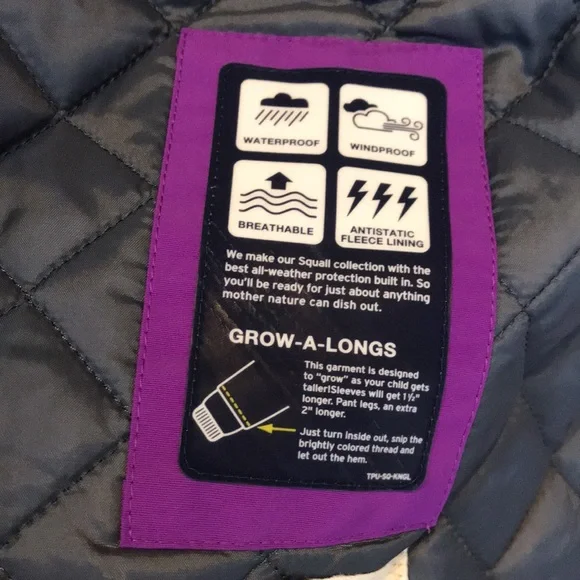 WATERPROOF
WINDPROOF
BREATHABLE
ANTISTATIC
FLEECE LINING
We make our Squall collection with the
best all-weather protection built in. So
you'll be ready for just about anything
mother nature can dish out.
GROW-A-LONGS
This garment is designed
to "grow" as your child gets
taller!Sleeves will get 1½"
longer. Pant legs, an extra
2" longer.
Just turn inside out, snip the
brightly colored thread and
let out the hem.
TPU-SQ-KNGL